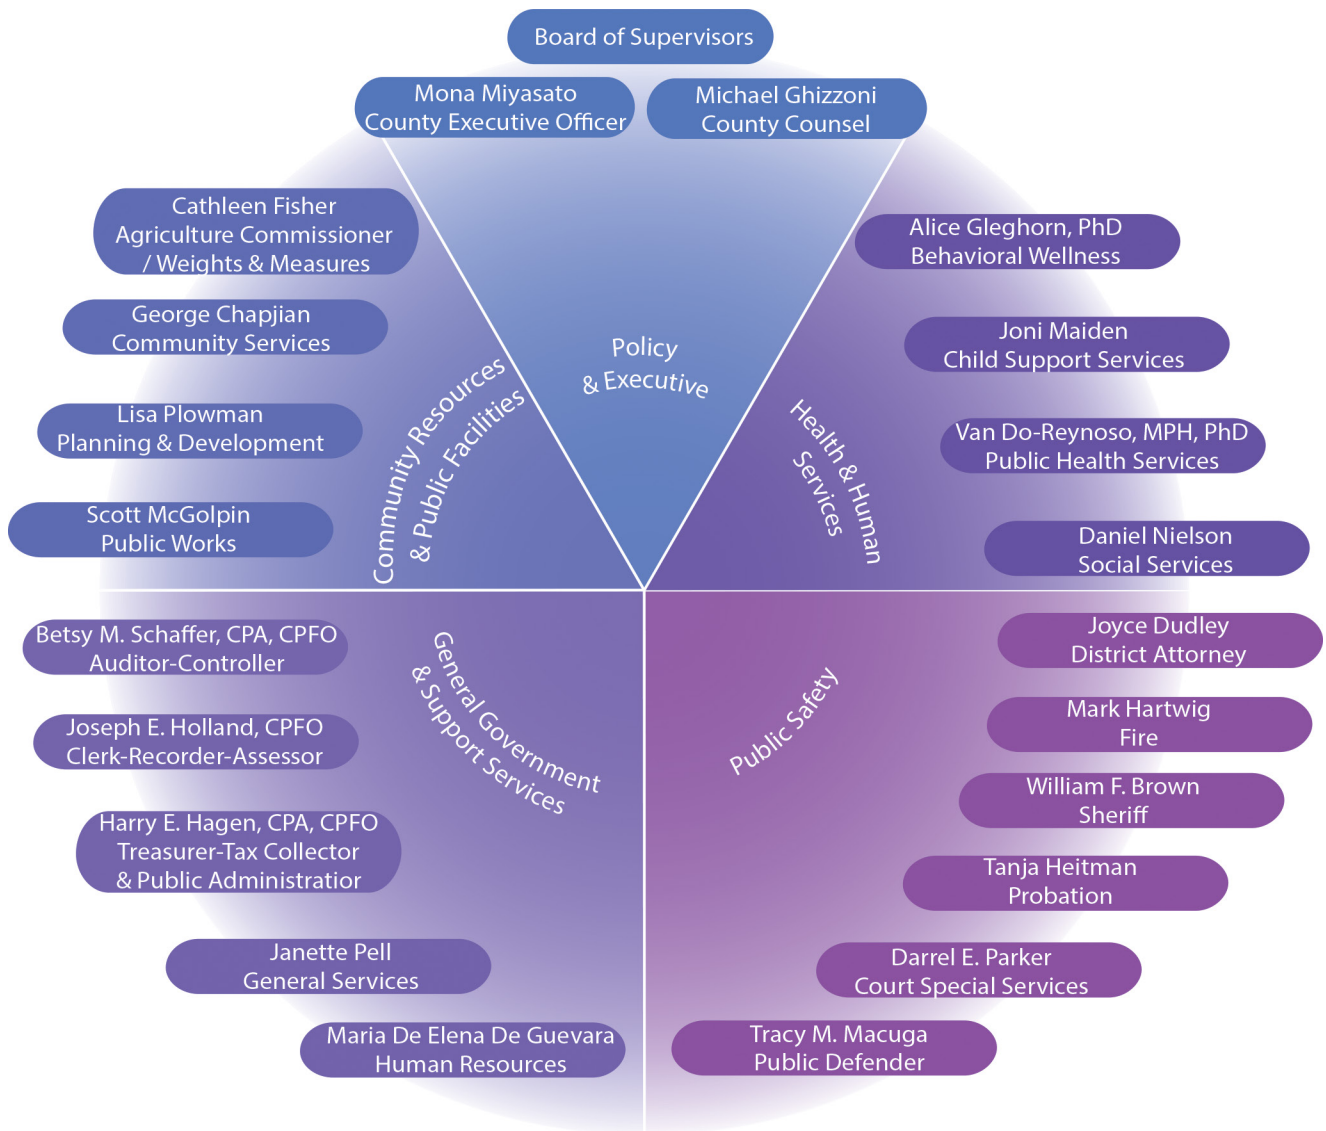 Board of Supervisors
Mona Miyasato
County Executive Officer
Michael Ghizzoni
County Counsel
Policy
& Executive
Cathleen Fisher
Agriculture Commissioner
/ Weights & Measures
George Chapjian
Community Services
Lisa Plowman
Planning & Development
Scott McGolpin
Public Works
Community Resources
& Public Facilities
Alice Gleghorn, PhD
Behavioral Wellness
Joni Maiden
Child Support Services
Van Do-Reynoso, MPH, PhD
Public Health Services
Daniel Nielson
Social Services
Health & Human
Services
Betsy M. Schaffer, CPA, CPFO
Auditor-Controller
Joseph E. Holland, CPFO
Clerk-Recorder-Assessor
Harry E. Hagen, CPA, CPFO
Treasurer-Tax Collector
& Public Administratior
Janette Pell
General Services
Maria De Elena De Guevara
Human Resources
General Government
& Support Services
Joyce Dudley
District Attorney
Mark Hartwig
Fire
William F. Brown
Sheriff
Tanja Heitman
Probation
Darrel E. Parker
Court Special Services
Tracy M. Macuga
Public Defender
Public Safety